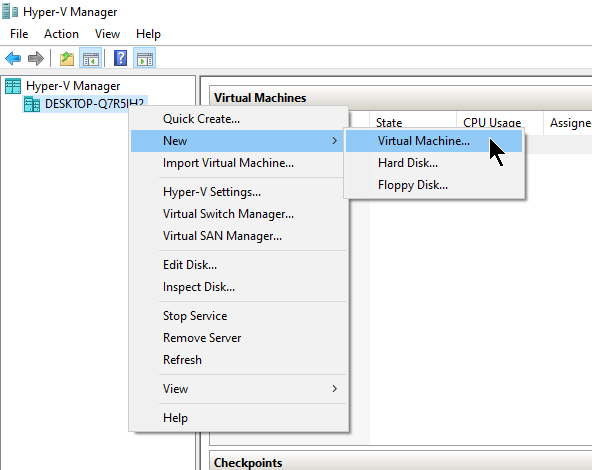 Hyper-V Manager
File Action View Help
Hyper-V Manager
DESKTOP-Q7R5IH2
Virtual Machines
State CPU Usage Assigne
Quick Create...
New
Import Virtual Machine...
Hyper-V Settings...
Virtual Switch Manager...
Virtual SAN Manager...
Edit Disk...
Inspect Disk...
Stop Service
Remove Server
Refresh
View
Help
Virtual Machine...
Hard Disk...
Floppy Disk...
Checkpoints